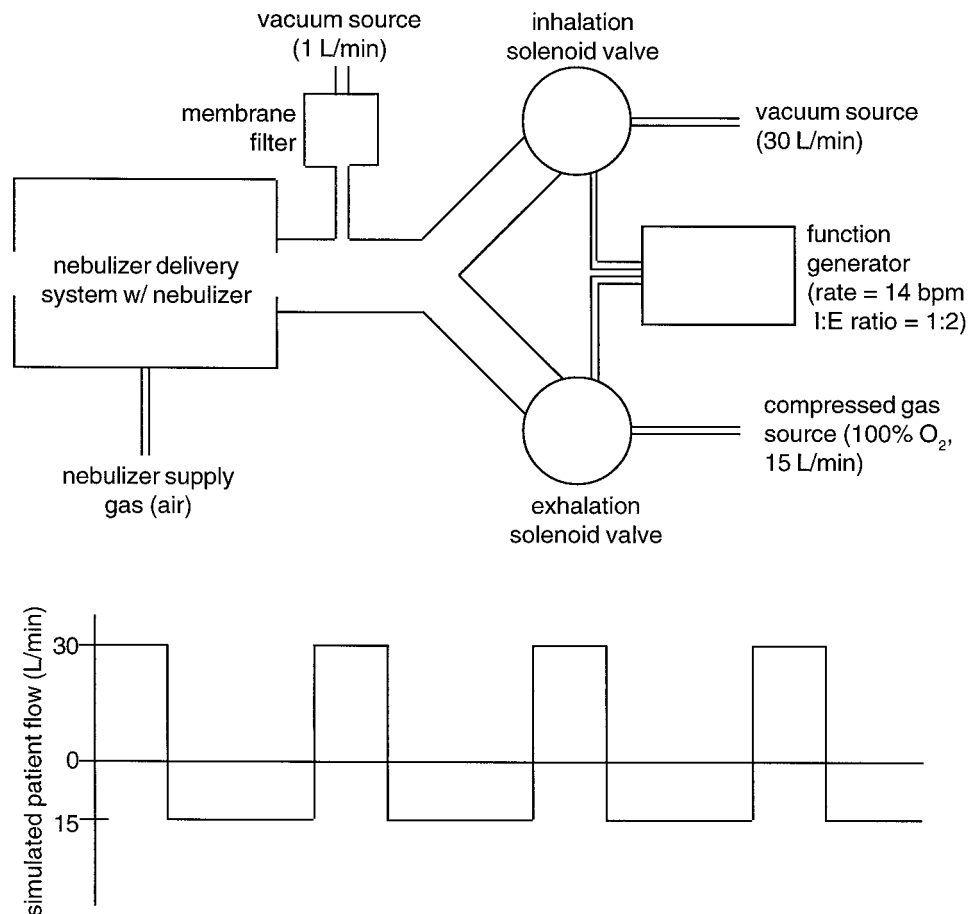 vacuum source
(1 L/min)
inhalation
solenoid valve
membrane
filter
vacuum source
(30 L/min)
nebulizer delivery
system w/ nebulizer
function
generator
(rate = 14 bpm
I:E ratio = 1:2)
compressed gas
source (100% O₂,
15 L/min)
nebulizer supply
gas (air)
exhalation
solenoid valve
simulated patient flow (L/min)
30
0
15